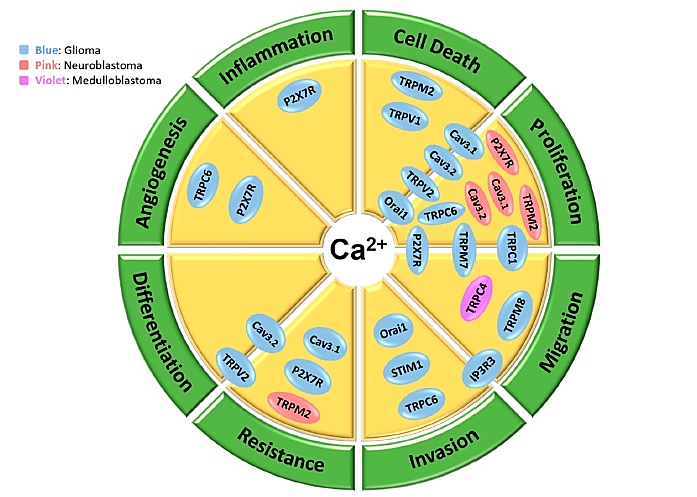 Blue: Glioma
Pink: Neuroblastoma
Violet: Medulloblastoma
Inflammation
Cell Death
Angiogenesis
Proliferation
Differentiation
Migration
Resistance
Invasion
Ca2+
P2X7R
TRPM2
TRPV1
Cav3.1
Cav3.2
TRPV2
Orai1
TRPC6
P2X7R
Cav3.1
Cav3.2
TRPM2
TRPC6
P2X7R
P2X7R
TRPM7
TRPC1
TRPC4
TRPM8
IP3R3
Orai1
STIM1
TRPC6
Cav3.2
TRPV2
Cav3.1
P2X7R
TRPM2